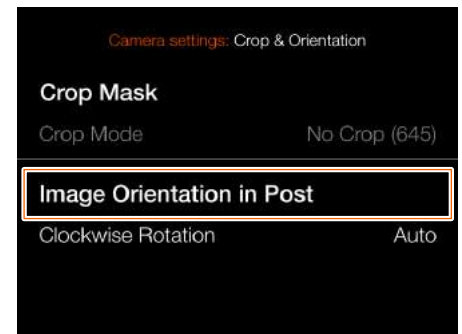 Camera settings: Crop & Orientation
Crop Mask
Crop Mode No Crop (645)
Image Orientation in Post
Clockwise Rotation Auto